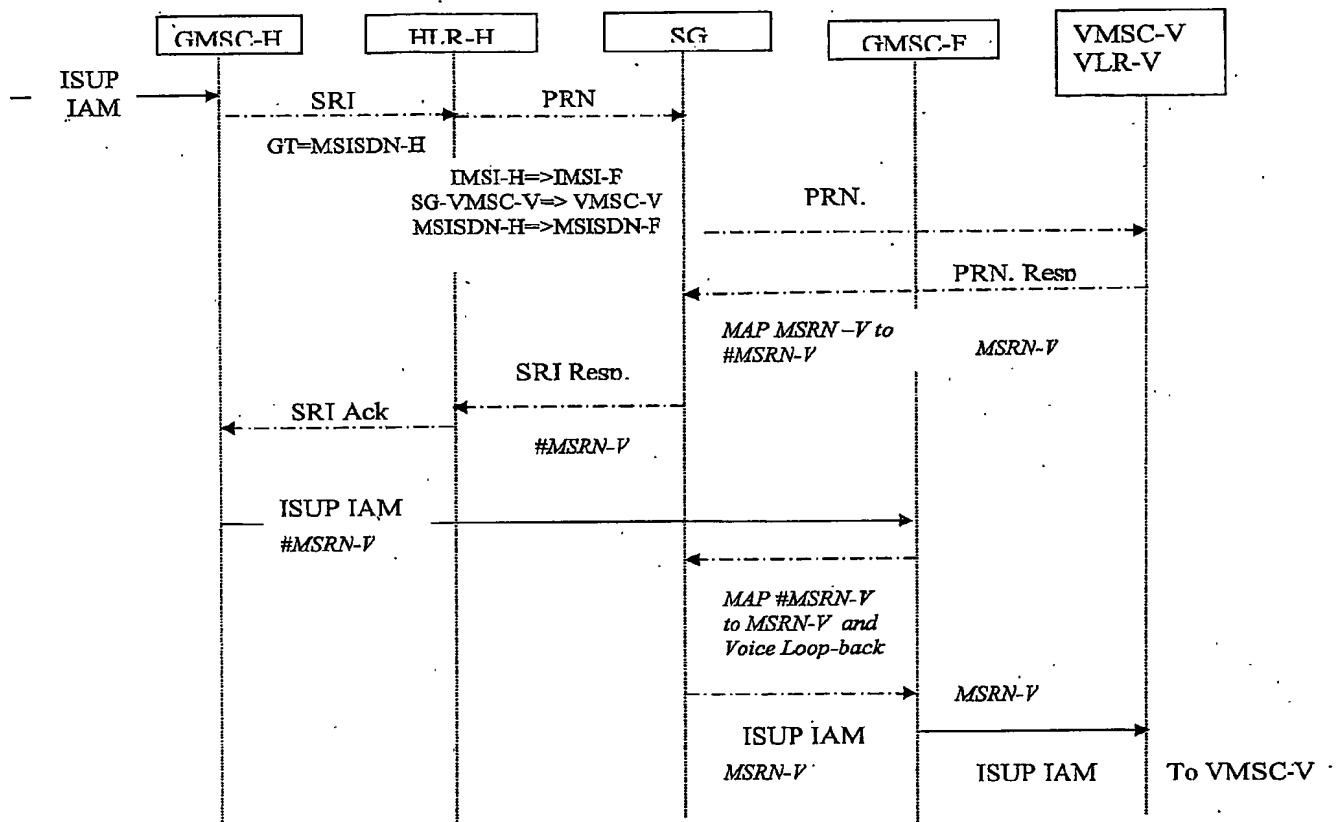 GMSC-H
HLR-H
SG
GMSC-F
VMSC-V
VLR-V
ISUP
IAM
SRI
PRN
GT=MSISDN-H
IMSI-H=>IMSI-F
SG-VMSC-V=> VMSC-V
MSISDN-H=>MSISDN-F
PRN.
PRN. Resp
MAP MSRN –V to
#MSRN-V
MSRN-V
SRI Resp.
SRI Ack
#MSRN-V
ISUP IAM
#MSRN-V
MAP #MSRN-V
to MSRN-V and
Voice Loop-back
MSRN-V
ISUP IAM
MSRN-V
ISUP IAM
To VMSC-V